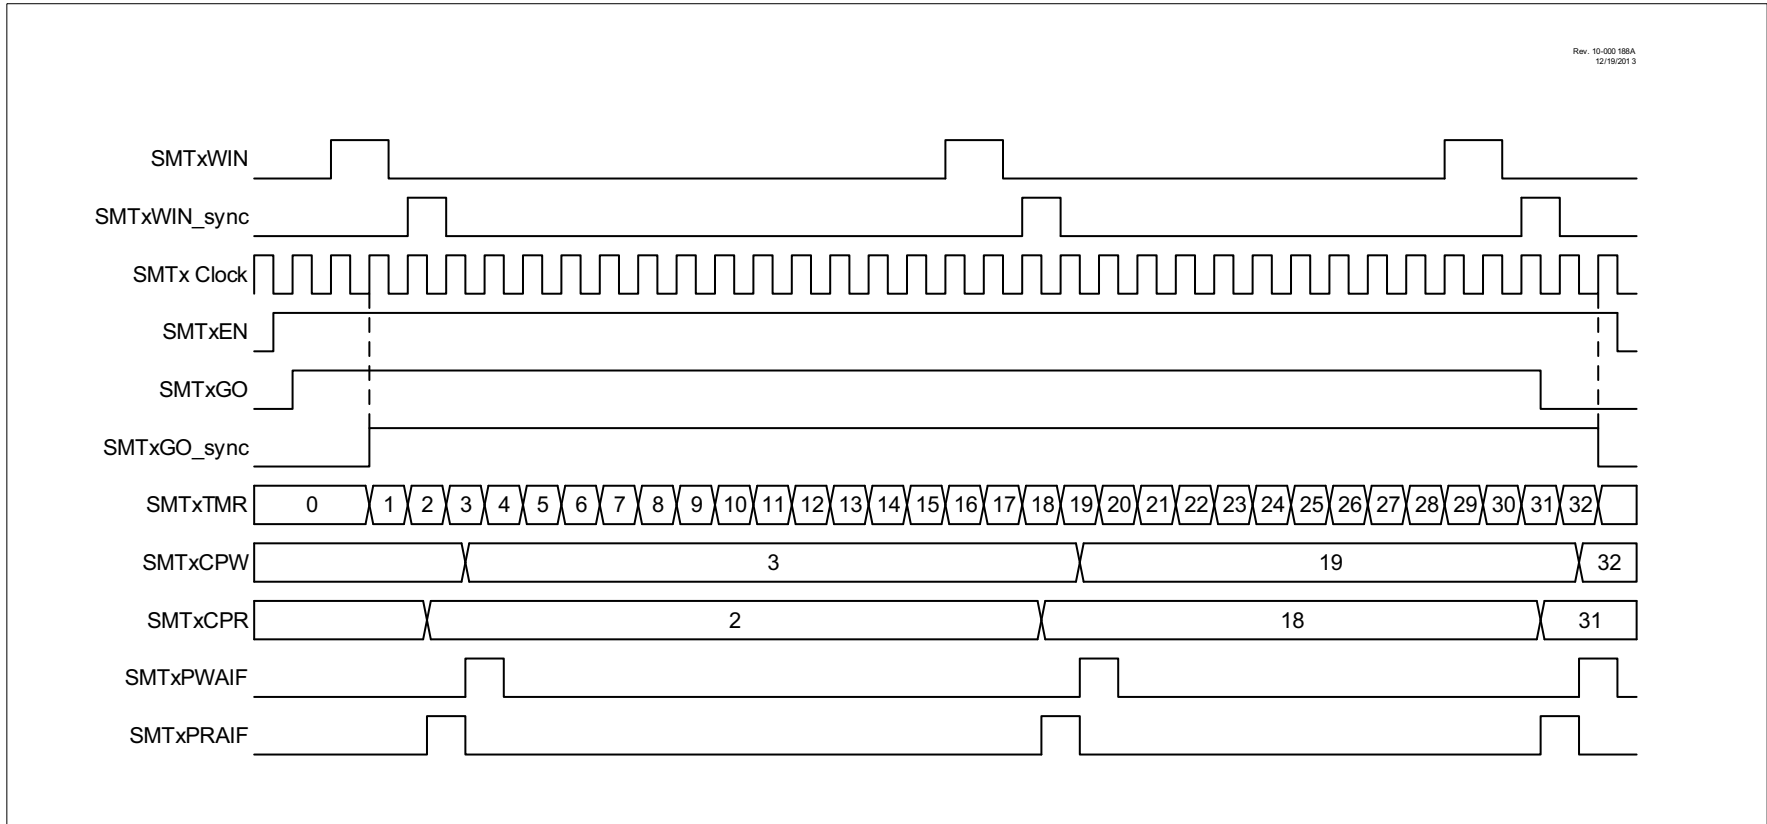 Rev. 10-000 188A
12/19/201 3
SMTxWIN
SMTxWIN_sync
SMTx Clock
SMTxEN
SMTxGO
SMTxGO_sync
SMTxTMR 0 1 2 3 4 5 6 7 8 9 10 11 12 13 14 15 16 17 18 19 20 21 22 23 24 25 26 27 28 29 30 31 32
SMTxCPW 3 19 32
SMTxCPR 2 18 31
SMTxPWAIF
SMTxPRAIF